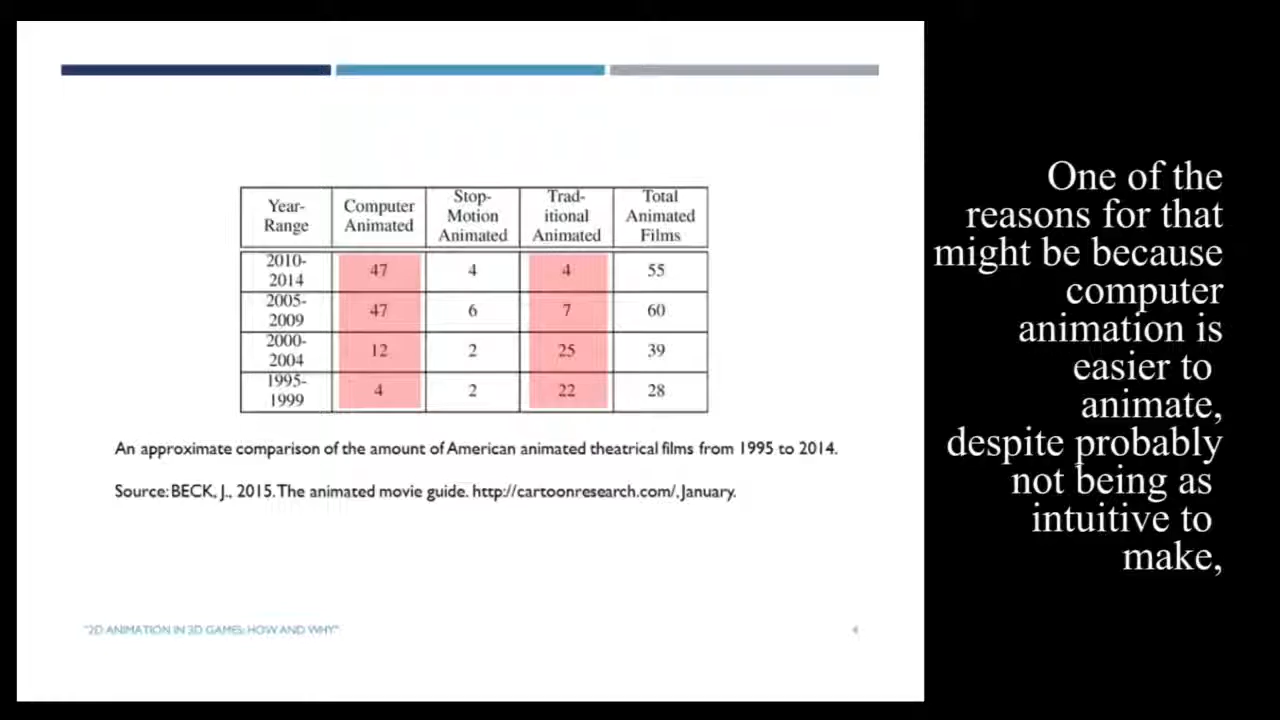 Year-
Range
Computer
Animated
Stop-
Motion
Animated
Trad-
itional
Animated
Total
Animated
Films
2010-
2014
47
4
4
55
2005-
2009
47
6
7
60
2000-
2004
12
2
25
39
1995-
1999
4
2
22
28
An approximate comparison of the amount of American animated theatrical films from 1995 to 2014.
Source: BECK, J., 2015. The animated movie guide. http://cartoonresearch.com/, January.
"2D ANIMATION IN 3D GAMES: HOW AND WHY"
4
One of the
reasons for that
might be because
computer
animation is
easier to
animate,
despite probably
not being as
intuitive to
make,